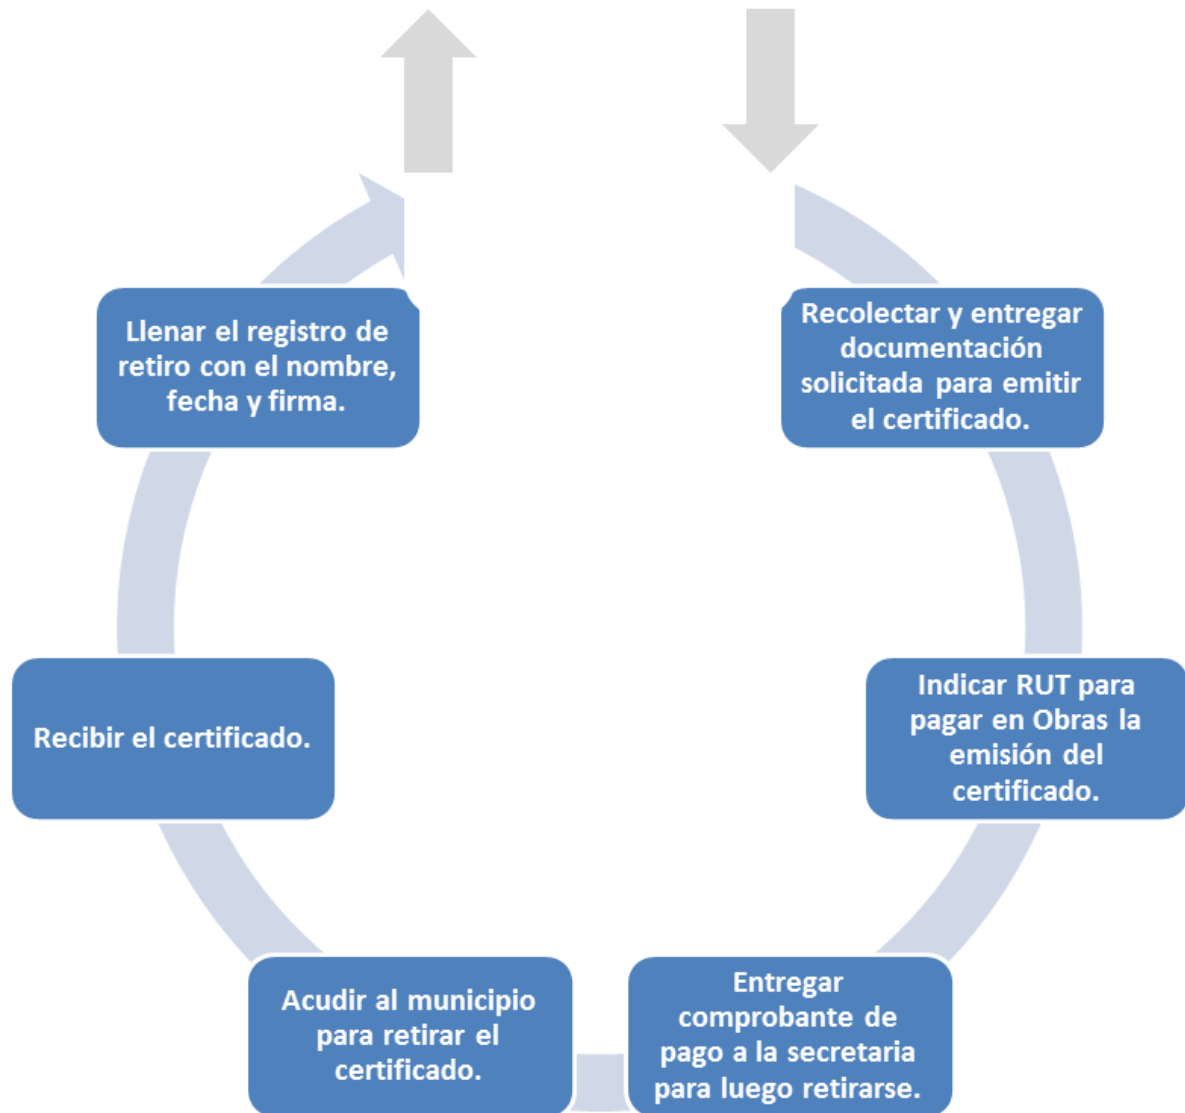 Recolectar y entregar
documentación
solicitada para emitir
el certificado.
Indicar RUT para
pagar en Obras la
emisión del
certificado.
Entregar
comprobante de
pago a la secretaria
para luego retirarse.
Acudir al municipio
para retirar el
certificado.
Recibir el certificado.
Llenar el registro de
retiro con el nombre,
fecha y firma.